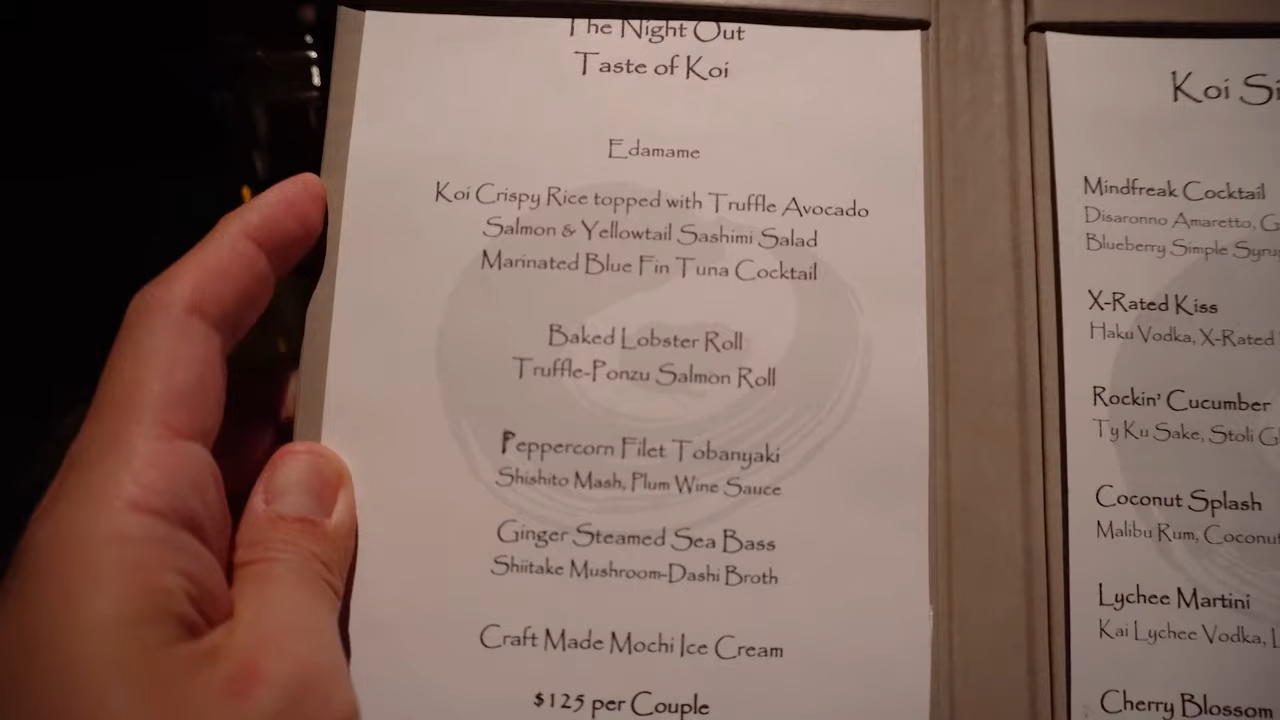 The Night Out
Taste of Koi
Edamame
Koi Crispy Rice topped with Truffle Avocado
Salmon & Yellowtail Sashimi Salad
Marinated Blue Fin Tuna Cocktail
Baked Lobster Roll
Truffle-Ponzu Salmon Roll
Peppercorn Filet Tobanyaki
Shishito Mash, Plum Wine Sauce
Ginger Steamed Sea Bass
Shiitake Mushroom-Dashi Broth
Craft Made Mochi Ice Cream
$125 per Couple
Koi
Mindfreak Cocktail
Disaronno Amaretto,
Blueberry Simple
X-Rated Kiss
Haku Vodka, X-Rated
Rockin' Cucumber
Ty Ku Sake, Stoli
Coconut Splash
Malibu Rum,
Lychee Martini
Kai Lychee Vodka,
Cherry Blossom